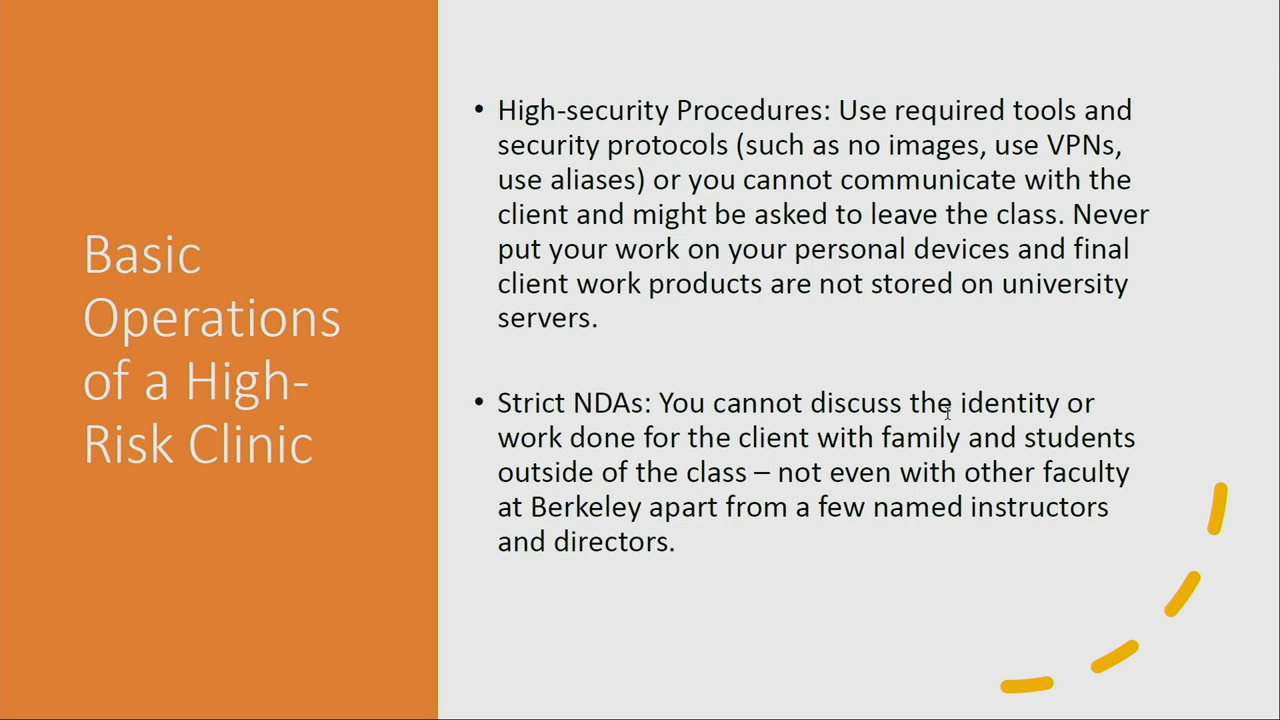 Basic
Operations
of a High-
Risk Clinic
• High-security Procedures: Use required tools and
security protocols (such as no images, use VPNs,
use aliases) or you cannot communicate with the
client and might be asked to leave the class. Never
put your work on your personal devices and final
client work products are not stored on university
servers.
• Strict NDAs: You cannot discuss the identity or
work done for the client with family and students
outside of the class – not even with other faculty
at Berkeley apart from a few named instructors
and directors.